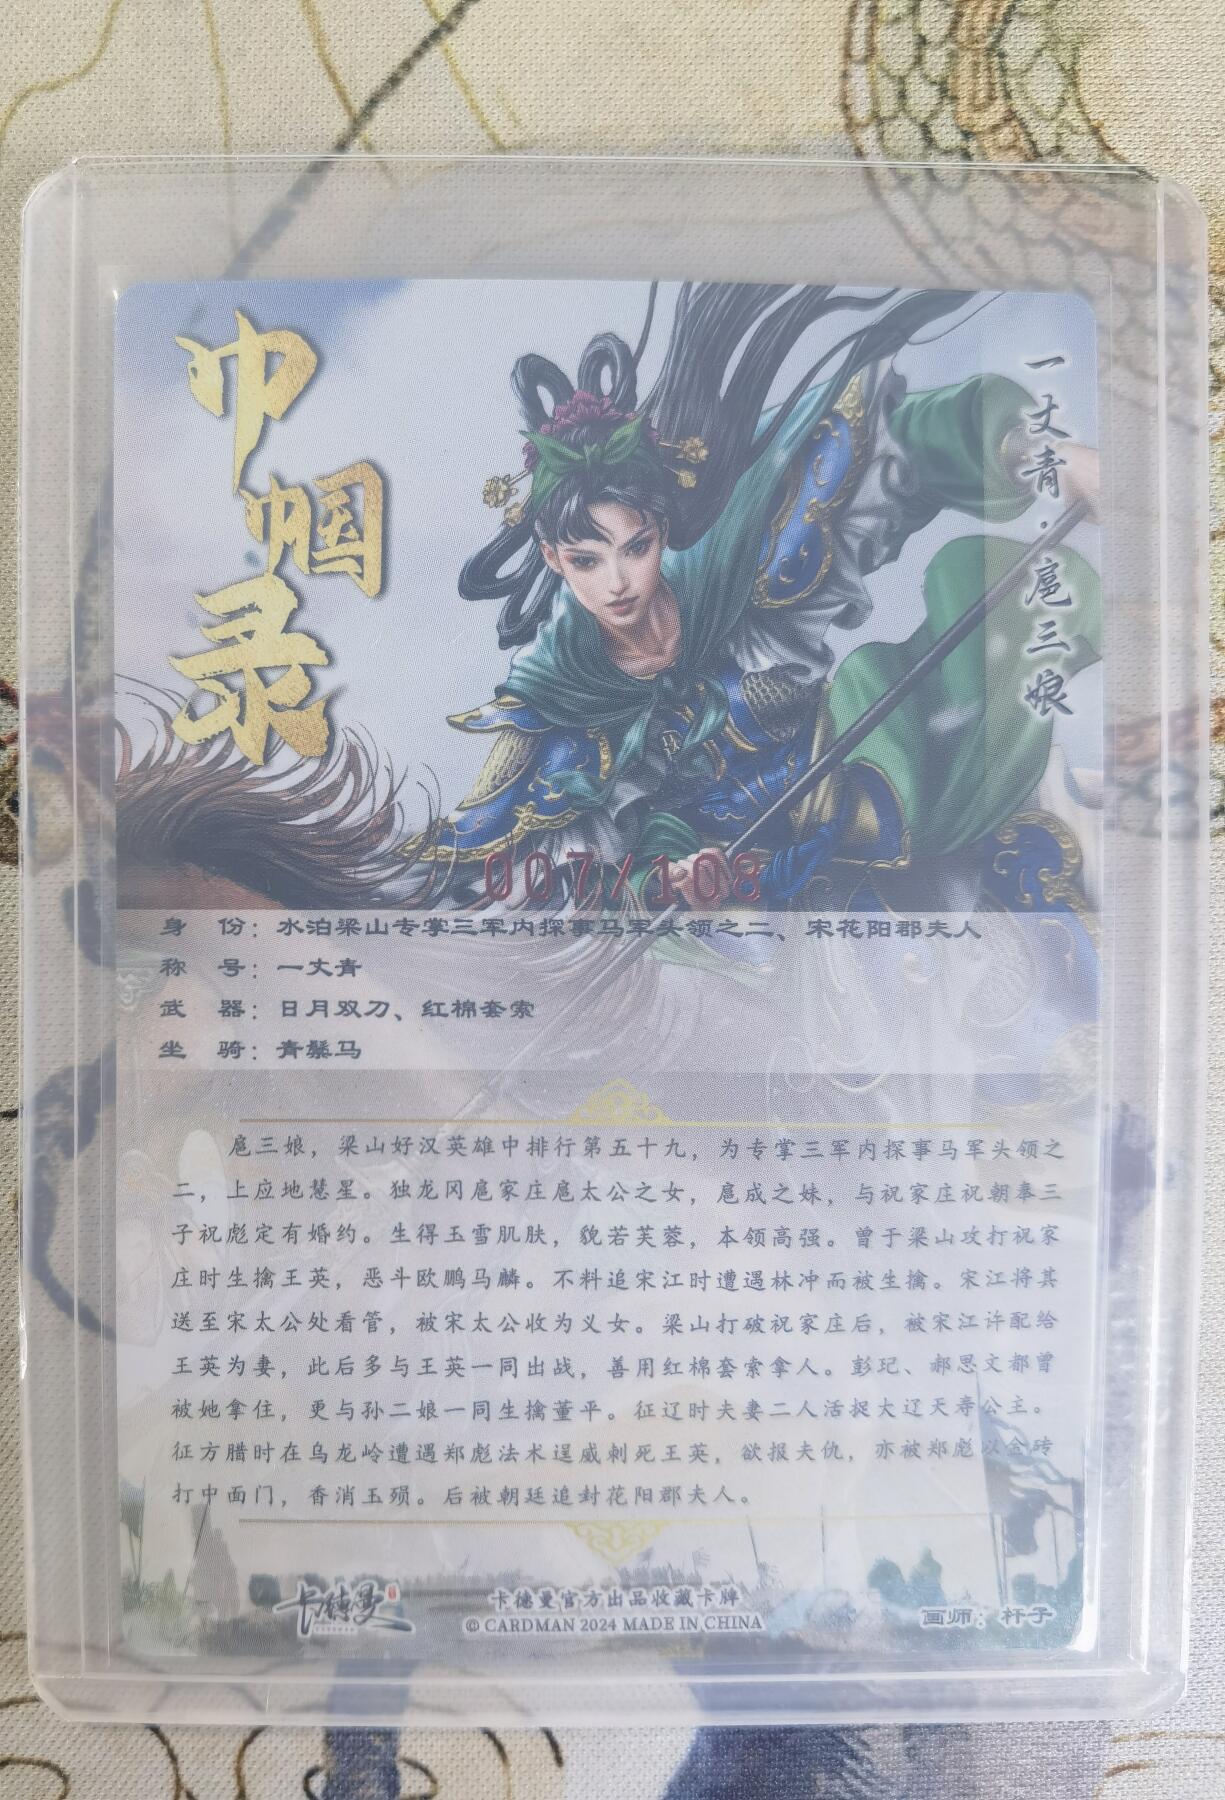 巾帼录
一丈青·扈三娘
007/108
身 份：水泊梁山专掌三军内探事马军头领之二、宋花阳郡夫人
称 号：一丈青
武 器：日月双刀、红棉套索
坐 骑：青鬃马
扈三娘，梁山好汉英雄中排行第五十九，为专掌三军内探事马军头领之
二，上应地慧星。独龙冈扈家庄扈太公之女，扈成之妹，与祝家庄祝朝奉三
子祝彪定有婚约。生得玉雪肌肤，貌若芙蓉，本领高强。曾于梁山攻打祝家
庄时生擒王英，恶斗欧鹏马麟。不料追宋江时遭遇林冲而被生擒。宋江将其
送至宋太公处看管，被宋太公收为义女。梁山打破祝家庄后，被宋江许配给
王英为妻，此后多与王英一同出战，善用红棉套索拿人。彭玘、郝思文都曾
被她拿住，更与孙二娘一同生擒董平。征辽时夫妻二人活捉大辽天寿公主。
征方腊时在乌龙岭遭遇郑彪法术逞威刺死王英，欲报夫仇，亦被郑彪以金砖
打中面门，香消玉殒。后被朝廷追封花阳郡夫人。
卡德曼
卡德曼官方出品收藏卡牌
© CARDMAN 2024 MADE IN CHINA
画师：杆子